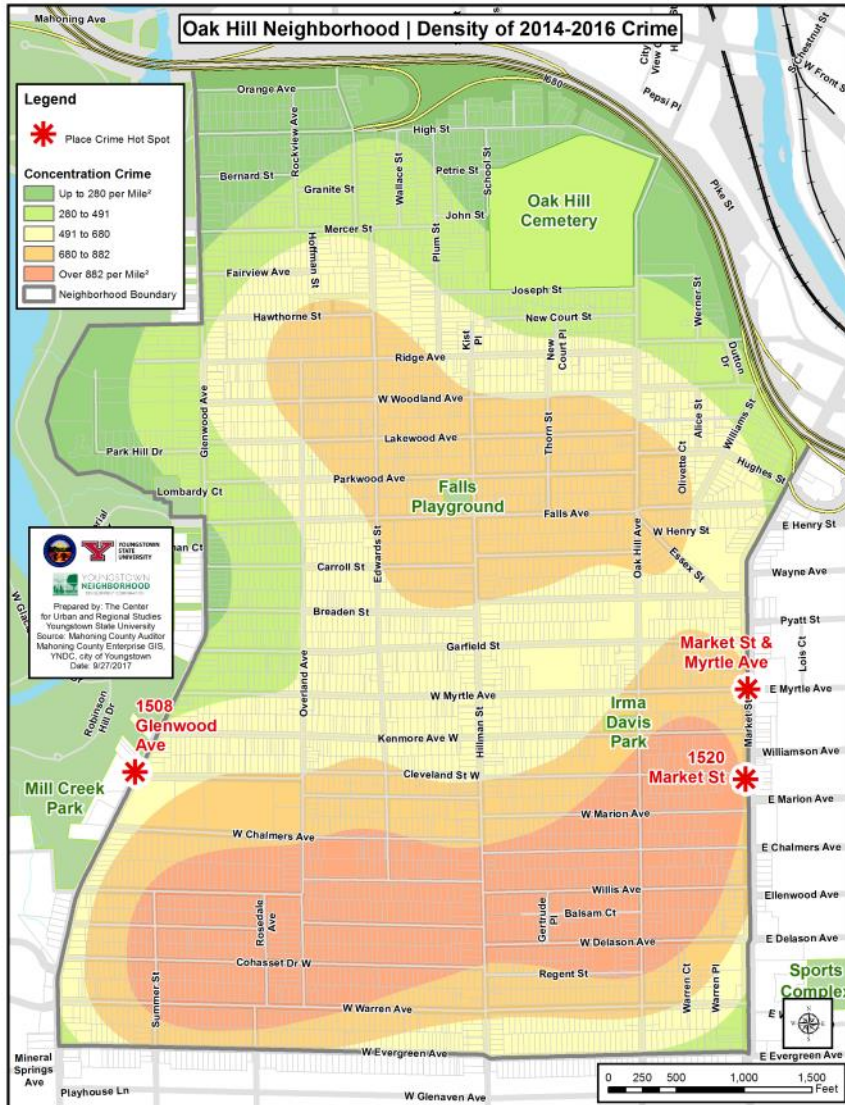 Oak Hill Neighborhood | Density of 2014-2016 Crime
Mahoning Ave
680
Pepsi Pl
S Chestnut St
W Front St
Pike St
Legend
Place Crime Hot Spot
Concentration Crime
Up to 280 per Mile²
280 to 491
491 to 680
680 to 882
Over 882 per Mile²
Neighborhood Boundary
Orange Ave
Rockview Ave
High St
Bernard St
Granite St
Wallace St
Petrie St
School St
John St
Oak Hill
Cemetery
Mercer St
Plum St
Hoffman St
Fairview Ave
Joseph St
Werner St
Hawthorne St
New Court St
Kist
Pl
New
Court Pl
Ridge Ave
Dutton
Dr
Glenwood Ave
W Woodland Ave
Alice St
Williams St
Lakewood Ave
Thorn St
Park Hill Dr
Olivette Ct
Hughes St
Parkwood Ave
Falls
Playground
Lombardy Ct
Falls Ave
W Henry St
E Henry St
Oak Hill Ave
Essex St
YOUNGSTOWN
STATE
UNIVERSITY
YOUNGSTOWN
NEIGHBORHOOD
DEVELOPMENT CORPORATION
Prepared by: The Center
for Urban and Regional Studies
Youngstown State University
Source: Mahoning County Auditor
Mahoning County Enterprise GIS,
YNDC, city of Youngstown
Date: 9/27/2017
Edwards St
Carroll St
Wayne Ave
Breaden St
Pyatt St
Garfield St
Lois Ct
Market St &
Myrtle Ave
Overland Ave
W Myrtle Ave
E Myrtle Ave
Robinson
Hill Dr
1508
Glenwood
Ave
Hillman St
Irma
Davis
Park
Market St
Kenmore Ave W
Williamson Ave
1520
Market St
Cleveland St W
Mill Creek
Park
E Marion Ave
W Marion Ave
W Chalmers Ave
E Chalmers Ave
Willis Ave
Ellenwood Ave
Rosedale
Ave
Gertrude
Pl
Balsam Ct
W Delason Ave
E Delason Ave
Cohasset Dr W
Regent St
Sports
Complex
Summer St
Warren Ct
Warren Pl
W Warren Ave
Mineral
Springs
Ave
W Evergreen Ave
E Evergreen Ave
Playhouse Ln
W Glenaven Ave
0 250 500 1,000 1,500
Feet